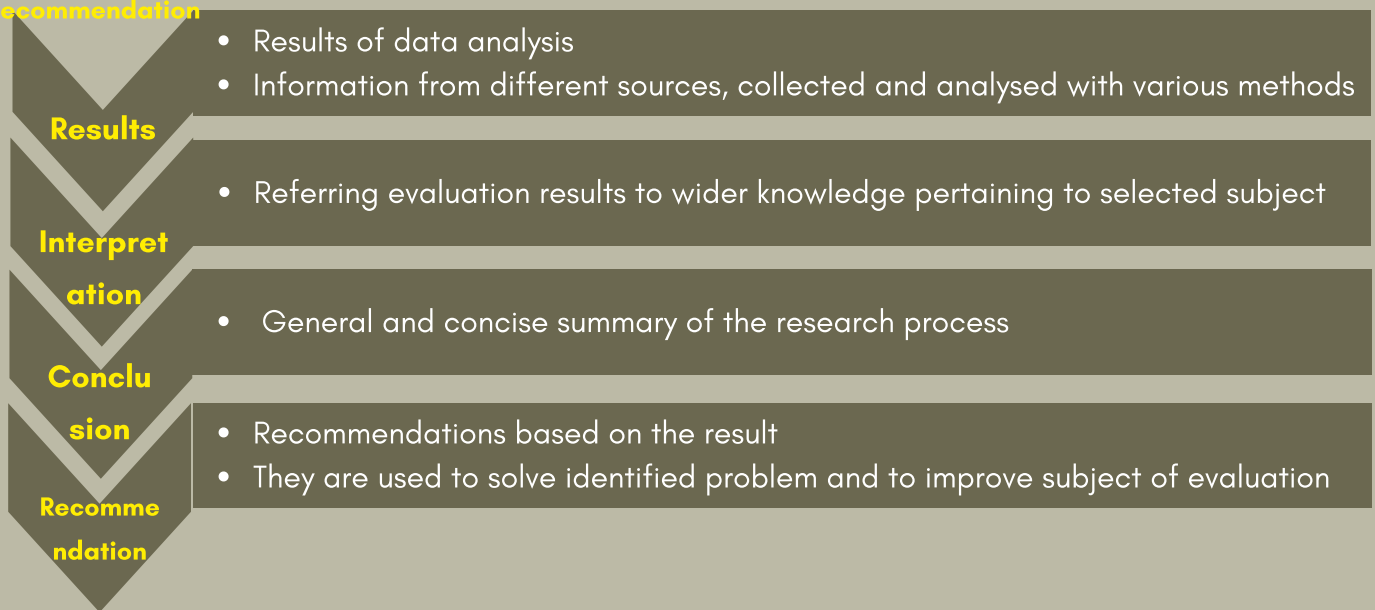 ecommendation
• Results of data analysis
• Information from different sources, collected and analysed with various methods
Results
• Referring evaluation results to wider knowledge pertaining to selected subject
Interpret
ation
• General and concise summary of the research process
Conclu
sion
• Recommendations based on the result
• They are used to solve identified problem and to improve subject of evaluation
Recomme
ndation